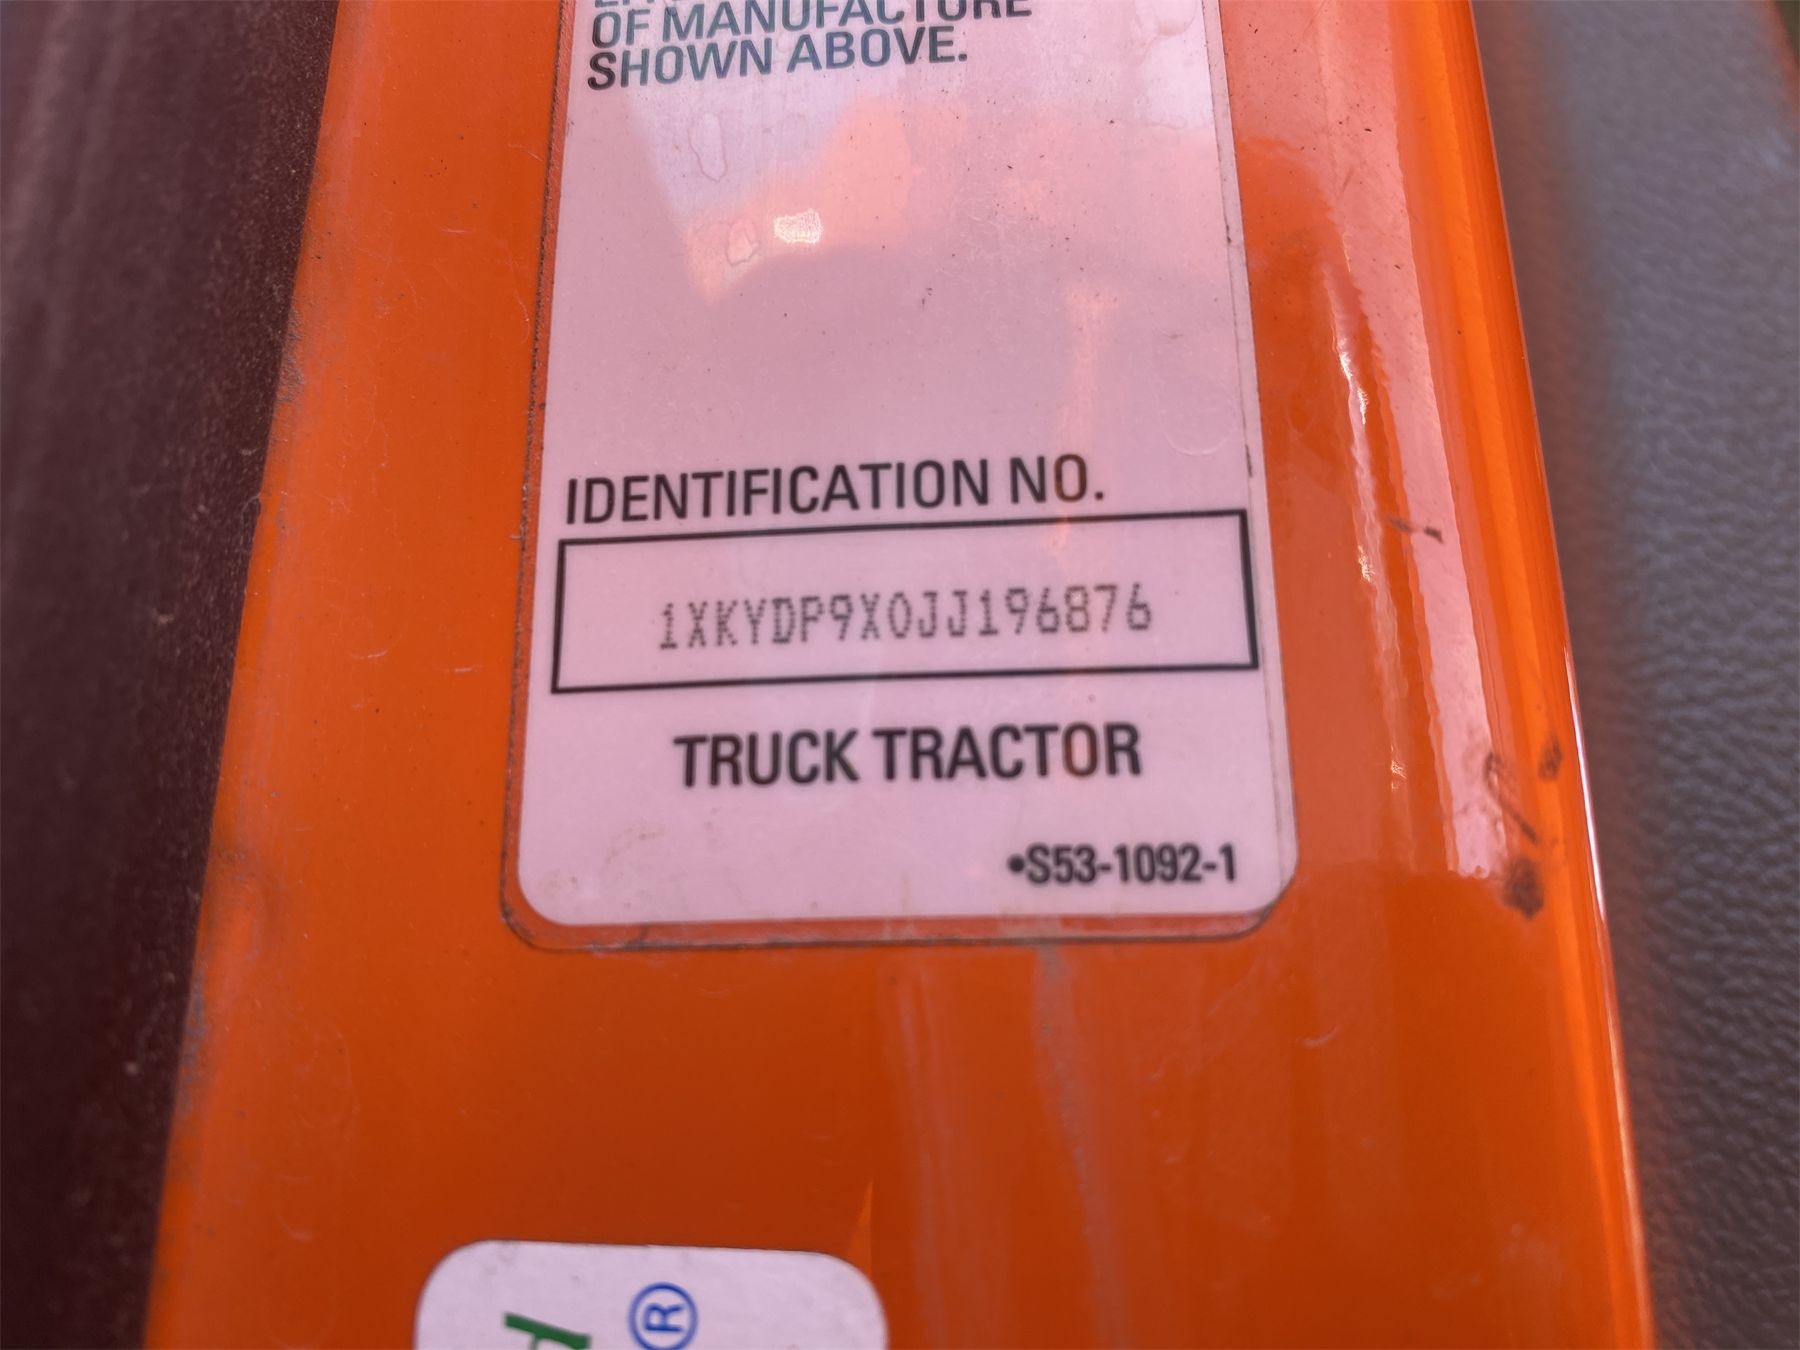 OF MANUFACTURE
SHOWN ABOVE.
IDENTIFICATION NO.
1XKYDP9X0JJ196876
TRUCK TRACTOR
•S53-1092-1
®